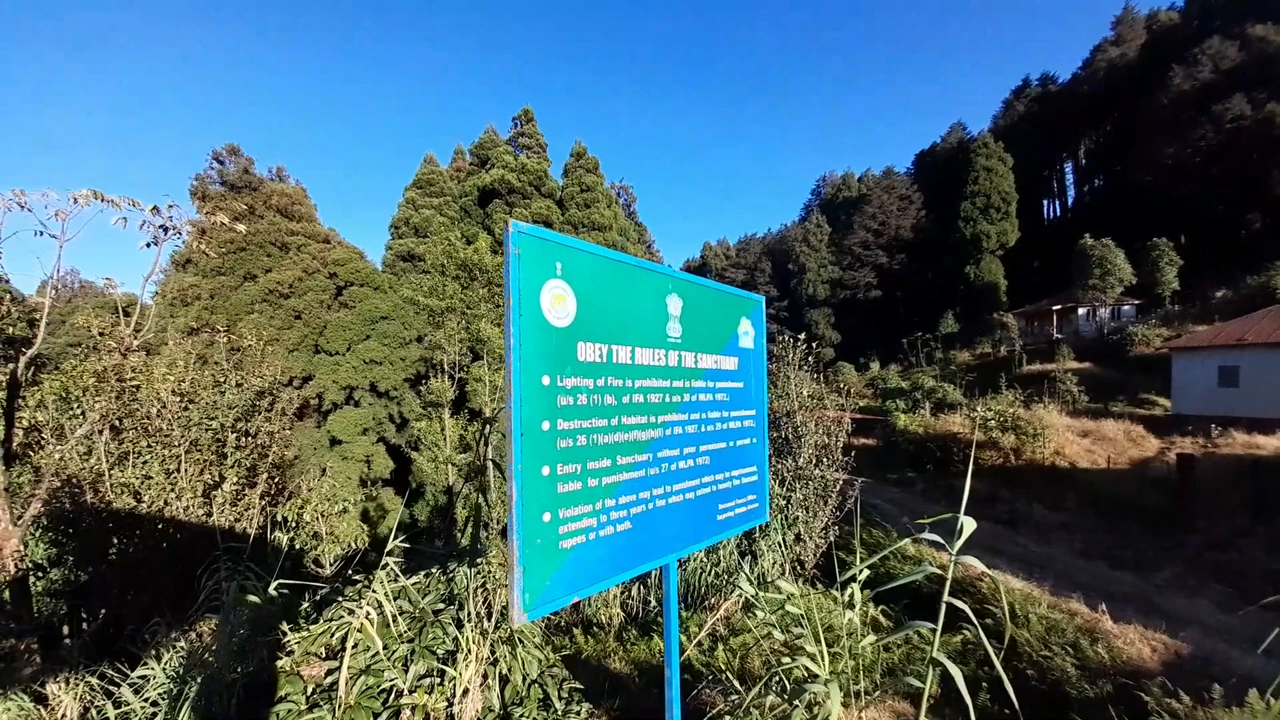 OBEY THE RULES OF THE SANCTUARY
Lighting of Fire is prohibited and is liable for punishment
(u/s 26 (1) (b), of IFA 1927 & u/s 30 of WLPA 1972.)
Destruction of Habitat is prohibited and is liable for punishment
(u/s 26 (1)(a)(d)(e)(f)(g)(h)(i) of IFA 1927, & u/s 29 of WLPA 1972.)
Entry inside Sanctuary without prior permission or permit is
liable for punishment (u/s 27 of WLPA 1972)
Violation of the above may lead to punishment which may be imprisonment,
extending to three years or fine which may extend to twenty five thousand
rupees or with both.
Divisional Forest Officer
Darjeeling Wildlife Division